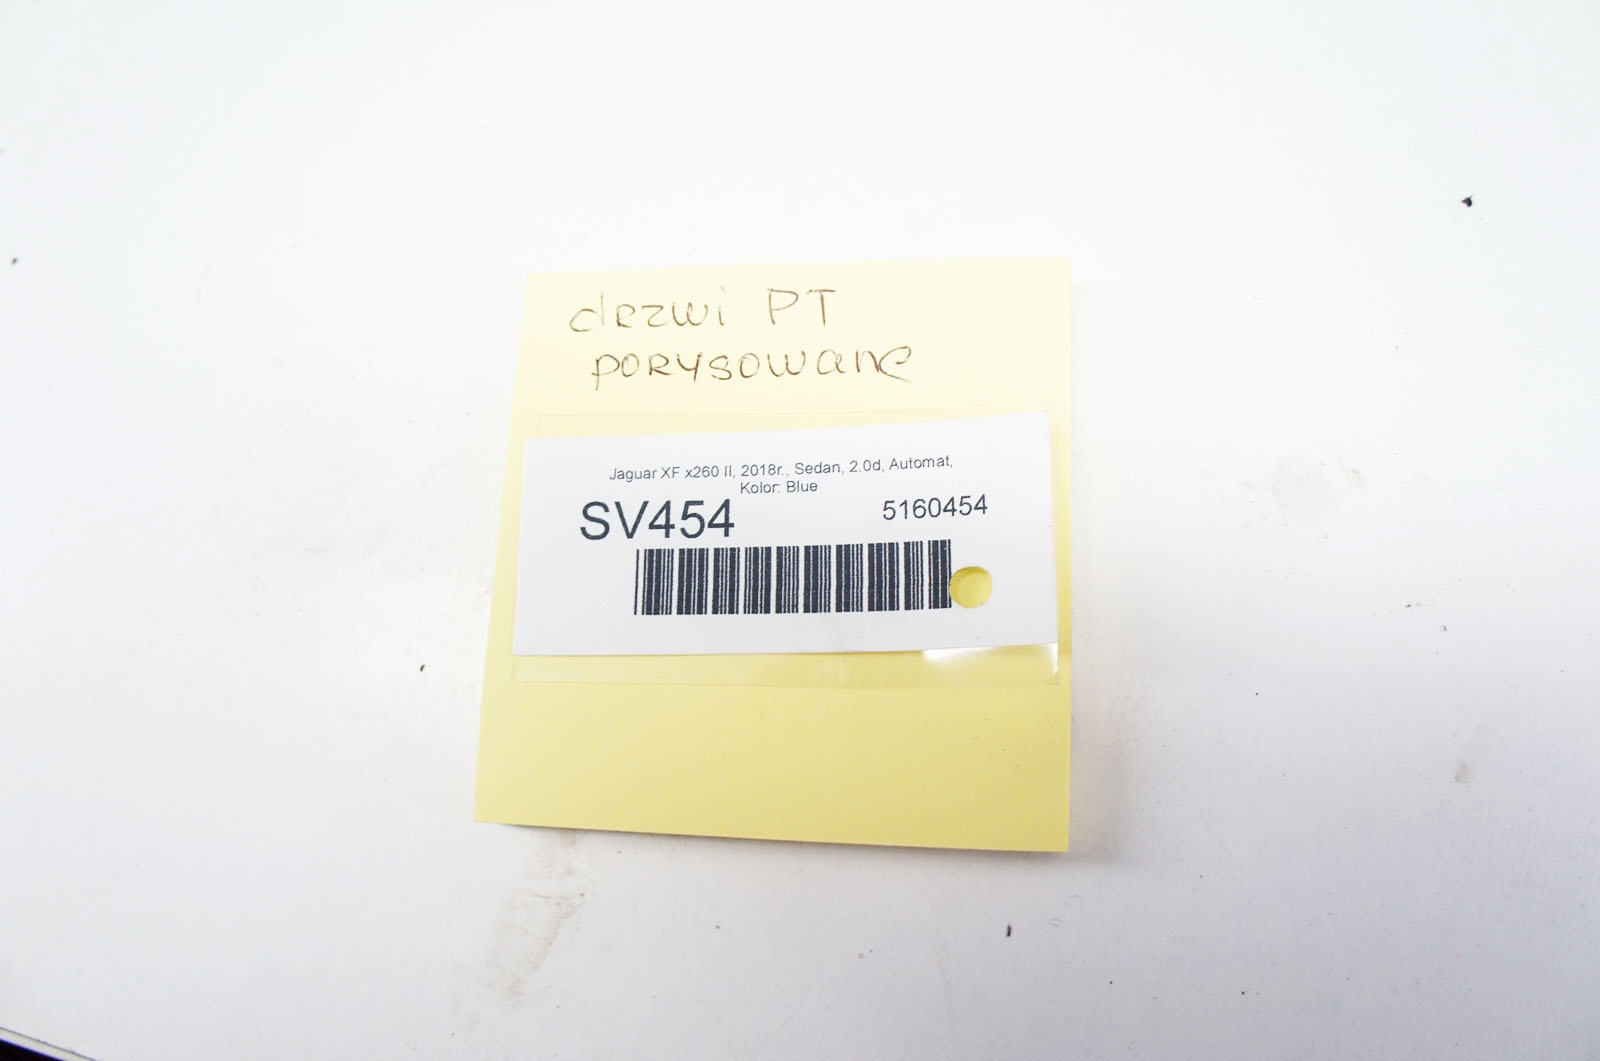 drzwi PT
porysowane
Jaguar XF x260 II, 2018r., Sedan, 2.0d, Automat,
Kolor: Blue
SV454
5160454